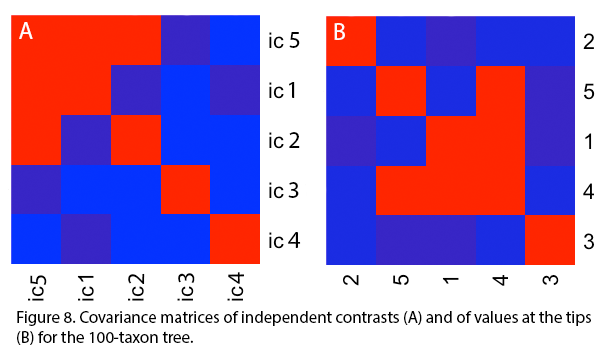 A
B
ic 5
ic 1
ic 2
ic 3
ic 4
ic5
ic1
ic2
ic3
ic4
2
5
1
4
3
2
5
1
4
3
Figure 8. Covariance matrices of independent contrasts (A) and of values at the tips
(B) for the 100-taxon tree.